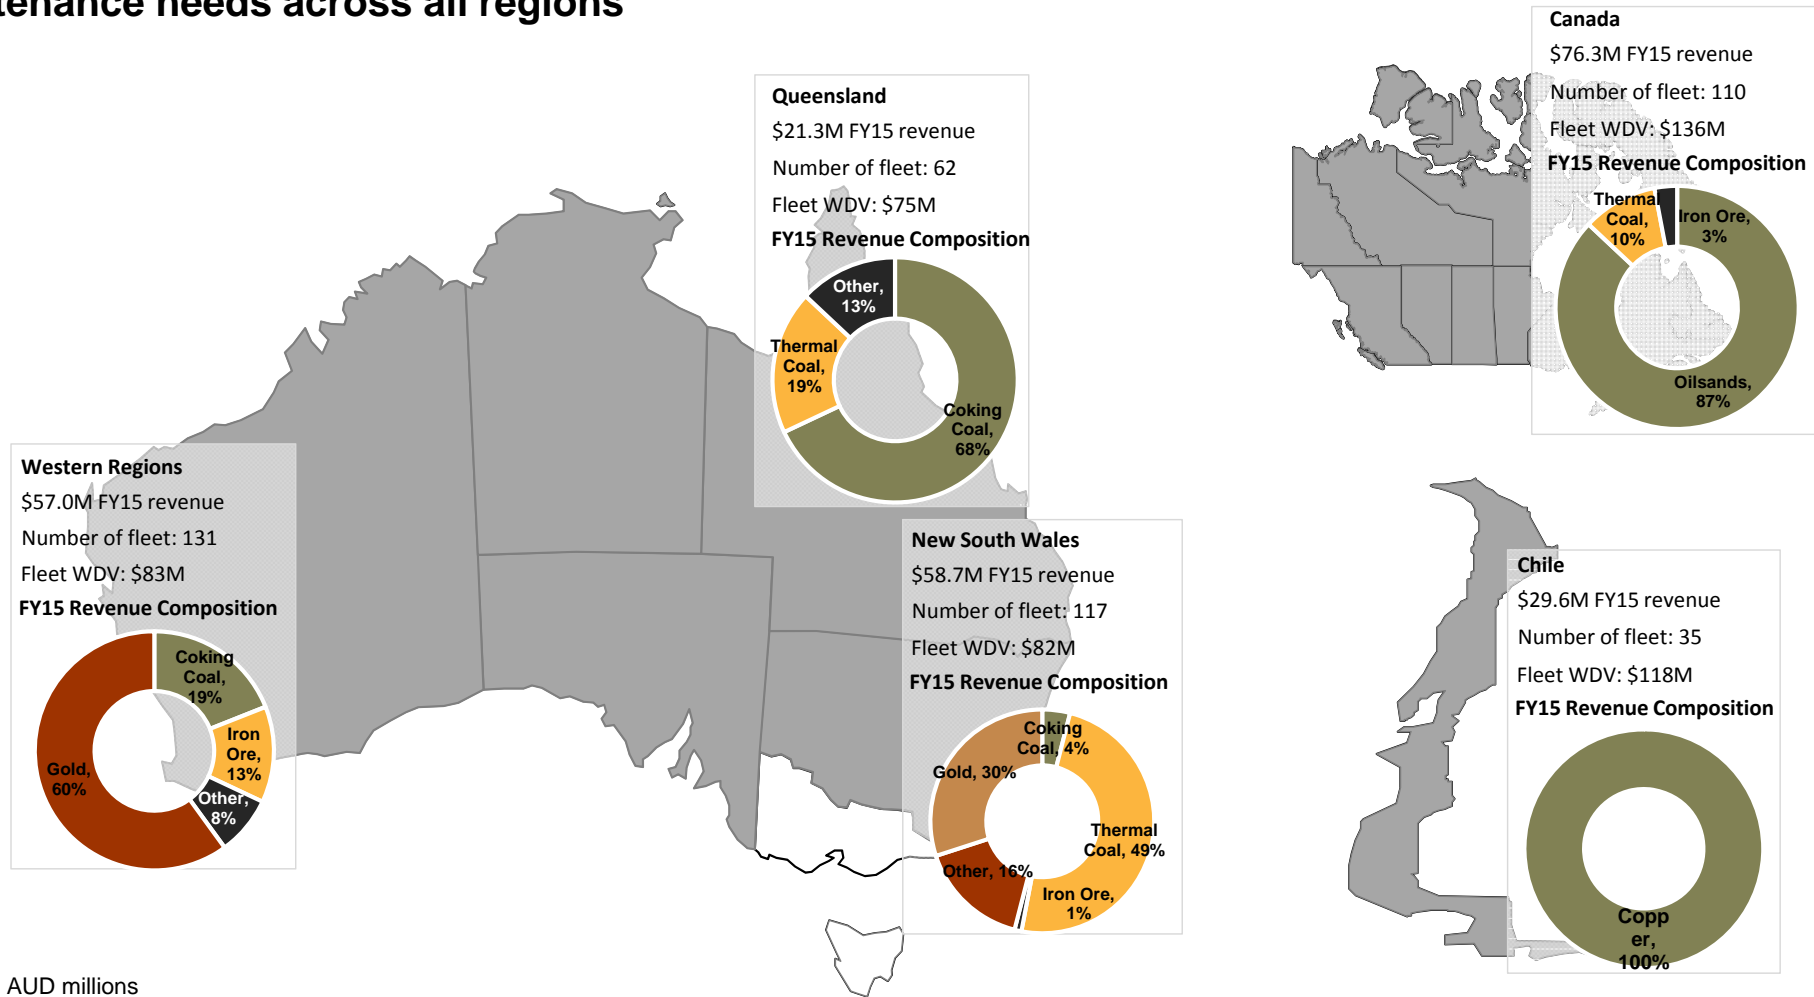 tenance needs across all regions
Canada
$76.3M FY15 revenue
Number of fleet: 110
Fleet WDV: $136M
FY15 Revenue Composition
Thermal
Coal,
10%
Iron Ore,
3%
Oilsands,
87%
Queensland
$21.3M FY15 revenue
Number of fleet: 62
Fleet WDV: $75M
FY15 Revenue Composition
Other,
13%
Thermal
Coal,
19%
Coking
Coal,
68%
Western Regions
$57.0M FY15 revenue
Number of fleet: 131
Fleet WDV: $83M
FY15 Revenue Composition
Coking
Coal,
19%
Iron
Ore,
13%
Other,
8%
Gold,
60%
New South Wales
$58.7M FY15 revenue
Number of fleet: 117
Fleet WDV: $82M
FY15 Revenue Composition
Coking
Coal, 4%
Gold, 30%
Thermal
Coal, 49%
Other, 16%
Iron Ore,
1%
Chile
$29.6M FY15 revenue
Number of fleet: 35
Fleet WDV: $118M
FY15 Revenue Composition
Copp
er,
100%
AUD millions